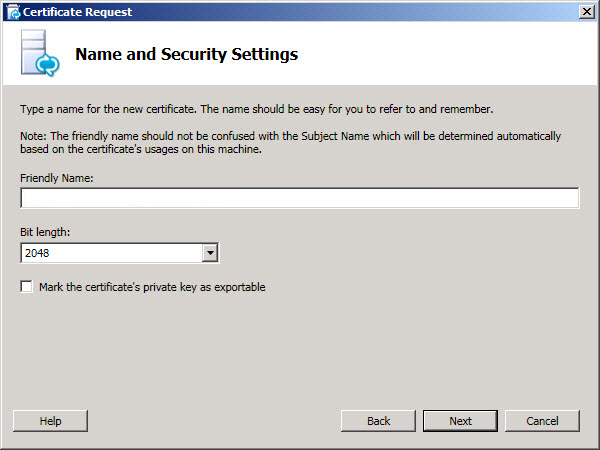 Certificate Request
Name and Security Settings
Type a name for the new certificate. The name should be easy for you to refer to and remember.
Note: The friendly name should not be confused with the Subject Name which will be determined automatically
based on the certificate's usages on this machine.
Friendly Name:
Bit length:
2048
Mark the certificate's private key as exportable
Help
Back
Next
Cancel